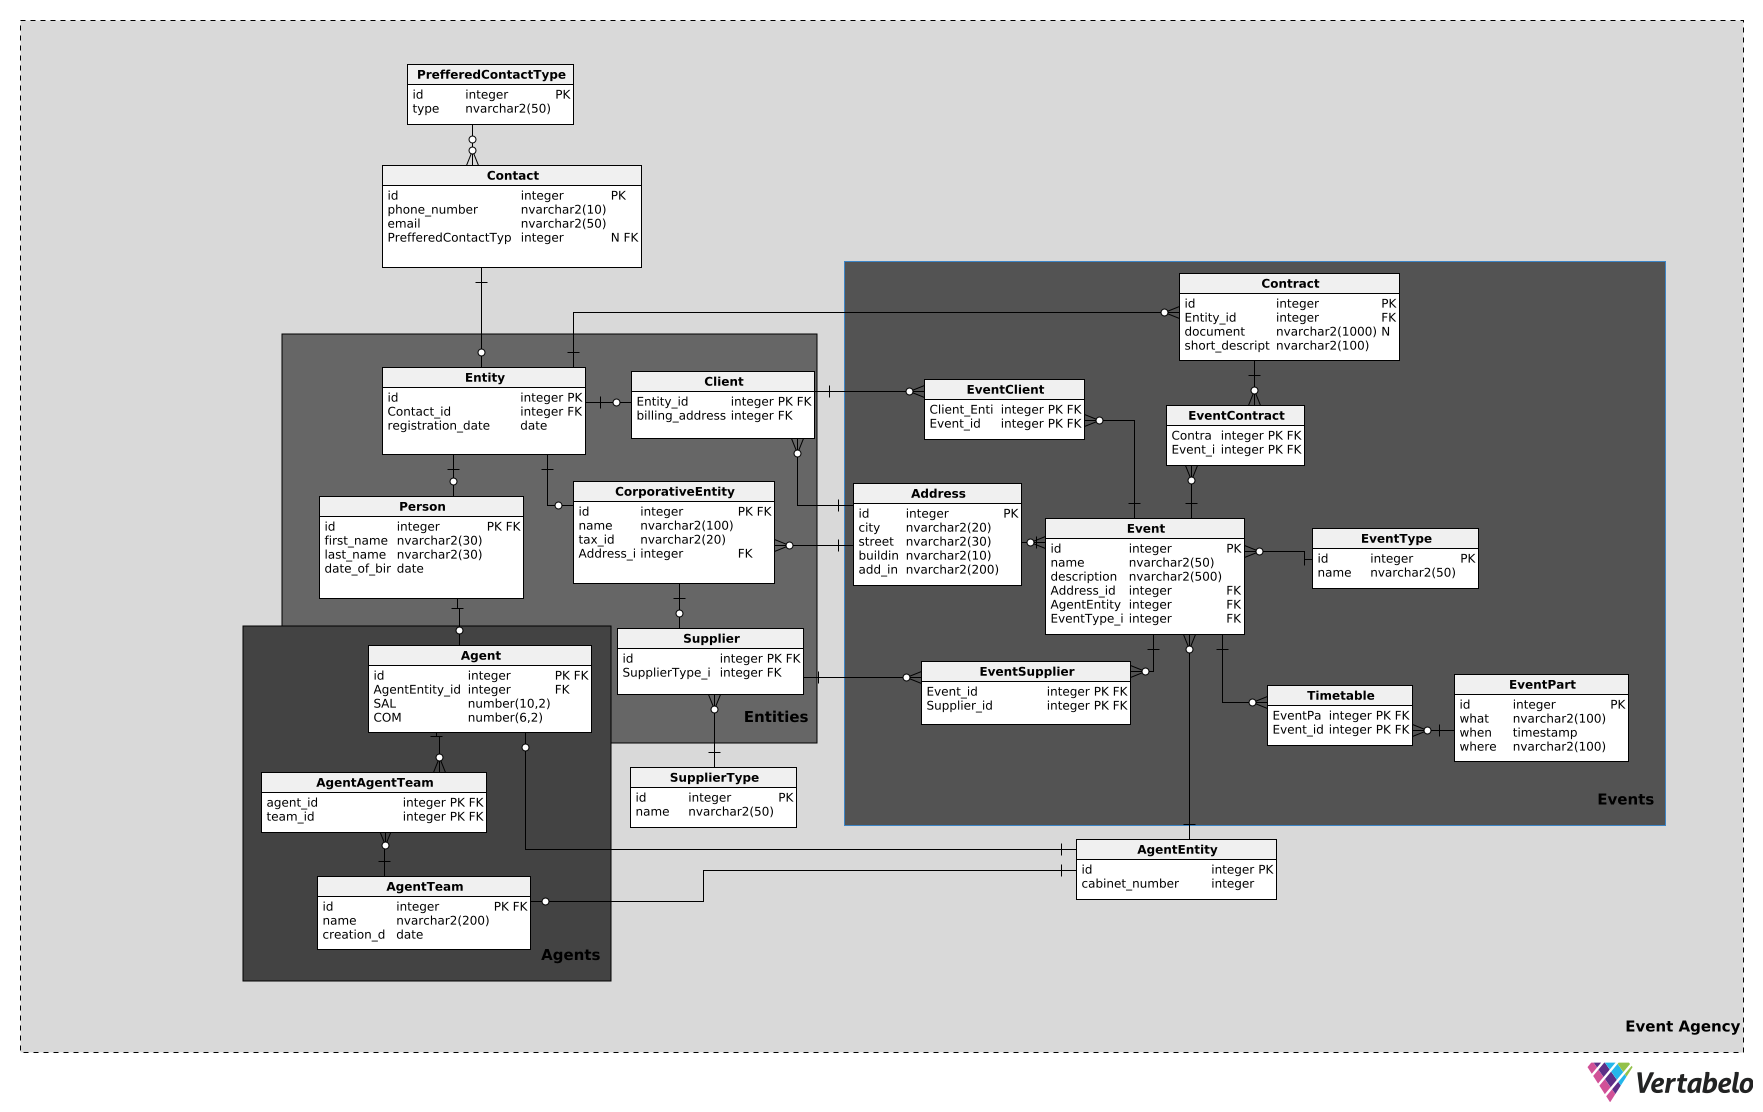 PrefferedContactType
id integer PK
type nvarchar2(50)
Contact
id integer PK
phone_number nvarchar2(10)
email nvarchar2(50)
PrefferedContactTyp integer N FK
Entity
id integer PK
Contact_id integer FK
registration_date date
Client
Entity_id integer PK FK
billing_address integer FK
Person
id integer PK FK
first_name nvarchar2(30)
last_name nvarchar2(30)
date_of_bir date
CorporativeEntity
id integer PK FK
name nvarchar2(100)
tax_id nvarchar2(20)
Address_i integer FK
Supplier
id integer PK FK
SupplierType_i integer FK
Entities
SupplierType
id integer PK
name nvarchar2(50)
Agent
id integer PK FK
AgentEntity_id integer FK
SAL number(10,2)
COM number(6,2)
AgentAgentTeam
agent_id integer PK FK
team_id integer PK FK
AgentTeam
id integer PK FK
name nvarchar2(200)
creation_d date
Agents
Contract
id integer PK
Entity_id integer FK
document nvarchar2(1000) N
short_descript nvarchar2(100)
EventClient
Client_Enti integer PK FK
Event_id integer PK FK
EventContract
Contra integer PK FK
Event_i integer PK FK
Address
id integer PK
city nvarchar2(20)
street nvarchar2(30)
buildin nvarchar2(10)
add_in nvarchar2(200)
Event
id integer PK
name nvarchar2(50)
description nvarchar2(500)
Address_id integer FK
AgentEntity integer FK
EventType_i integer FK
EventType
id integer PK
name nvarchar2(50)
EventSupplier
Event_id integer PK FK
Supplier_id integer PK FK
Timetable
EventPa integer PK FK
Event_id integer PK FK
EventPart
id integer PK
what nvarchar2(100)
when timestamp
where nvarchar2(100)
Events
AgentEntity
id integer PK
cabinet_number integer
Event Agency
Vertabelo